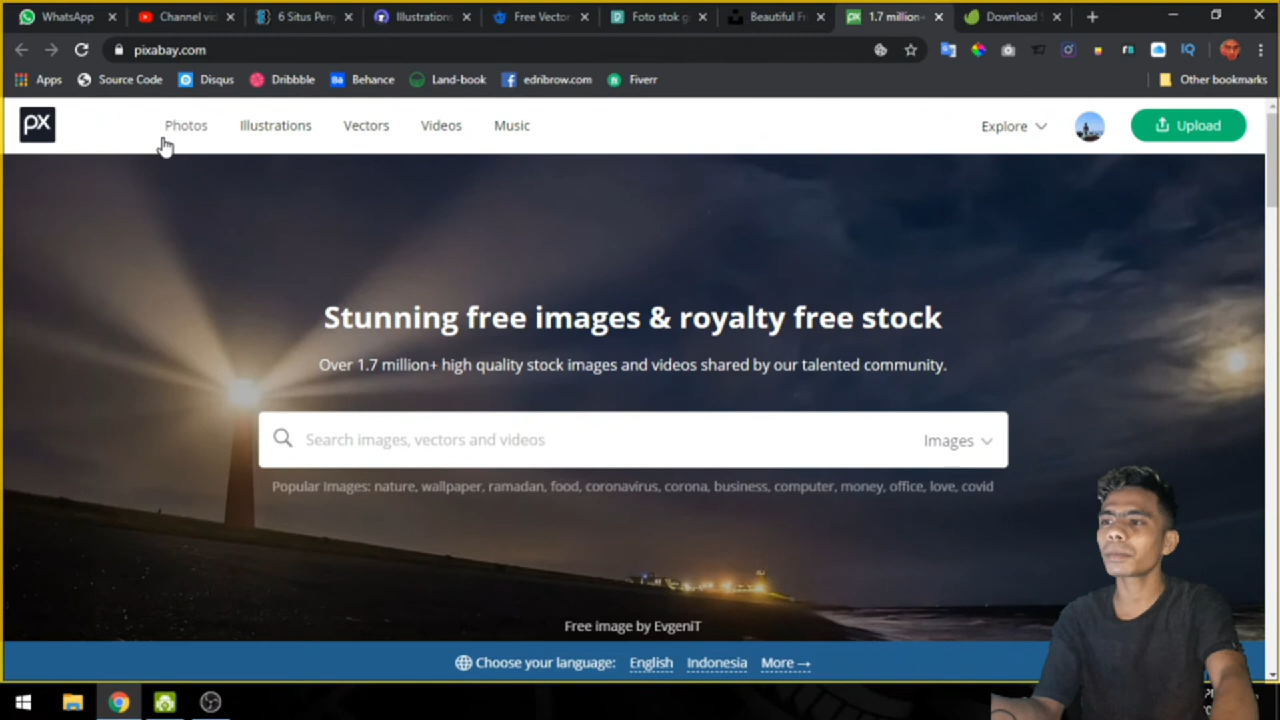 WhatsApp
Channel vi
6 Situs Pen
Illustrations
Free Vector
Foto stok g
Beautiful Fr
1.7 million+
Download
pixabay.com
Apps
Source Code
Disqus
Dribbble
Behance
Land-book
edribrow.com
Fiverr
Other bookmarks
px
Photos
Illustrations
Vectors
Videos
Music
Explore
Upload
Stunning free images & royalty free stock
Over 1.7 million+ high quality stock images and videos shared by our talented community.
Search images, vectors and videos
Images
Popular Images: nature, wallpaper, ramadan, food, coronavirus, corona, business, computer, money, office, love, covid
Free image by EvgeniT
Choose your language: English Indonesia More →